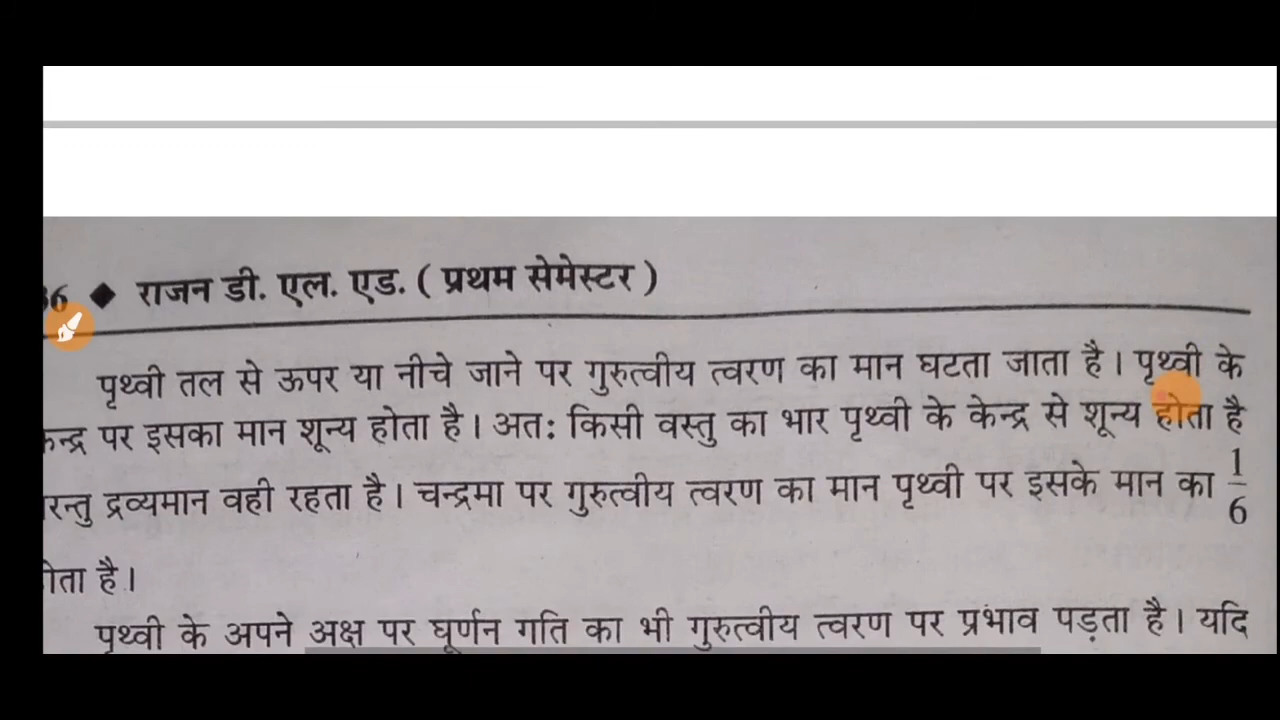 36 ◆ राजन डी. एल. एड. ( प्रथम सेमेस्टर )
पृथ्वी तल से ऊपर या नीचे जाने पर गुरुत्वीय त्वरण का मान घटता जाता है। पृथ्वी के
केन्द्र पर इसका मान शून्य होता है। अतः किसी वस्तु का भार पृथ्वी के केन्द्र से शून्य होता है
परन्तु द्रव्यमान वही रहता है। चन्द्रमा पर गुरुत्वीय त्वरण का मान पृथ्वी पर इसके मान का 1/6
होता है।
पृथ्वी के अपने अक्ष पर घूर्णन गति का भी गुरुत्वीय त्वरण पर प्रभाव पड़ता है। यदि